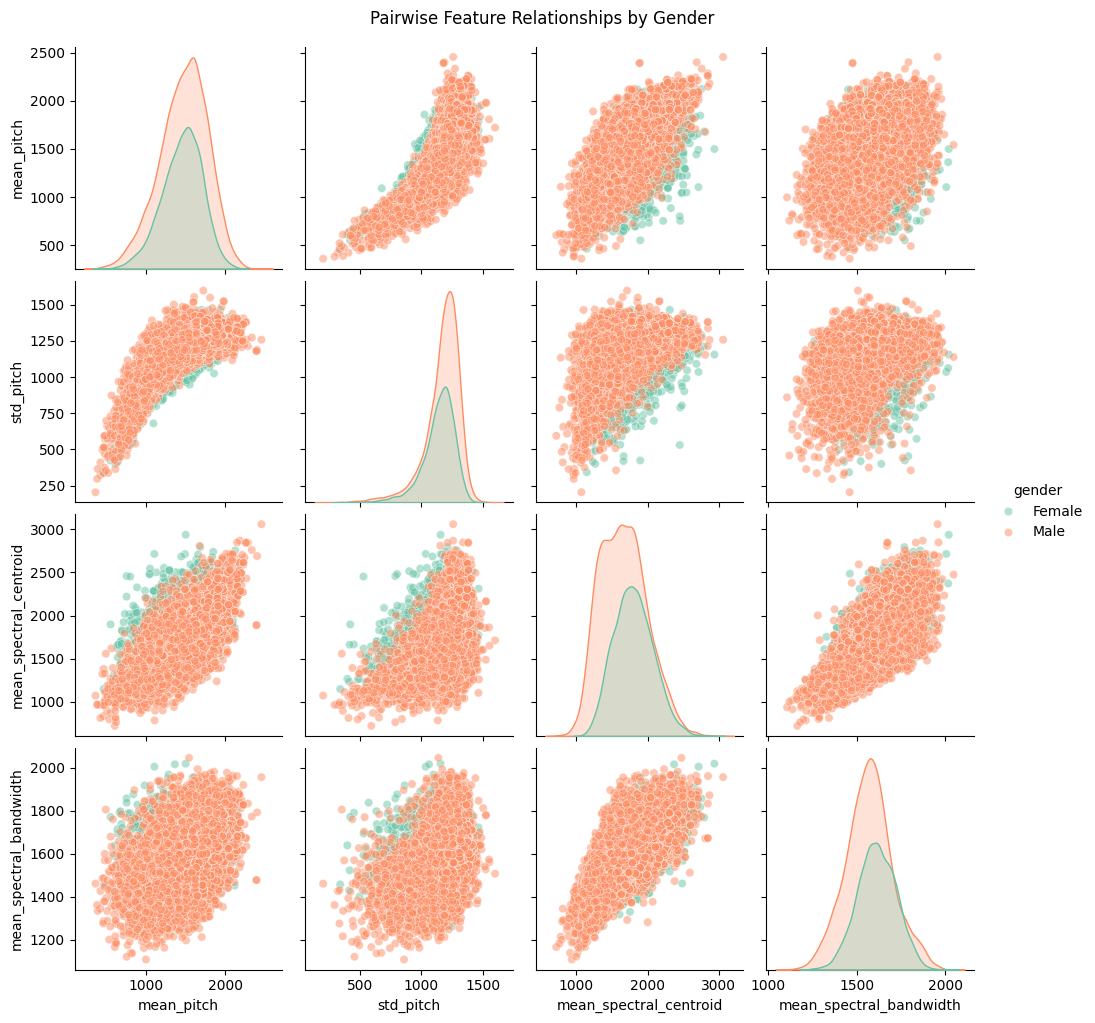 Pairwise Feature Relationships by Gender
2500
2000
1500
1000
500
mean_pitch
1500
1250
1000
750
500
250
std_pitch
gender
Female
Male
3000
2500
2000
1500
1000
mean_spectral_centroid
2000
1800
1600
1400
1200
mean_spectral_bandwidth
1000 2000
500 1000 1500
1000 2000 3000
1000 1500 2000
mean_pitch
std_pitch
mean_spectral_centroid
mean_spectral_bandwidth